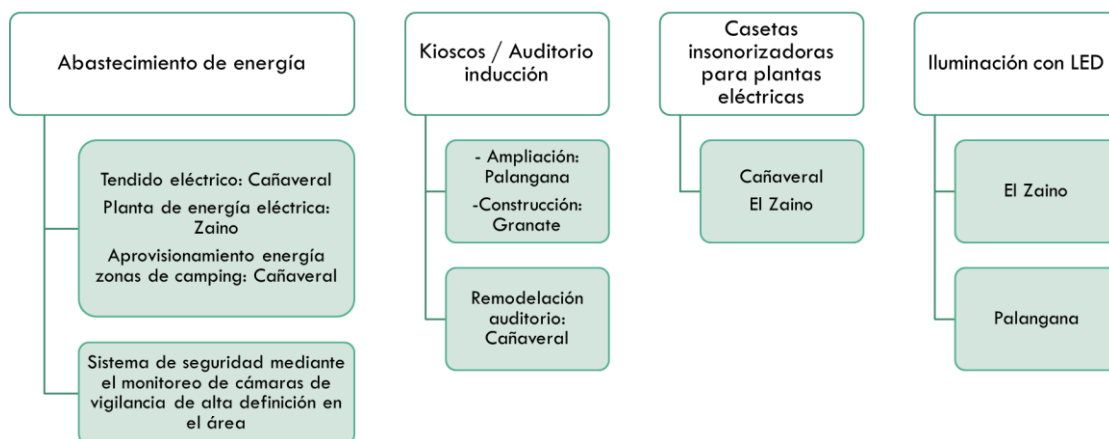 Abastecimiento de energía
Tendido eléctrico: Cañaveral
Planta de energía eléctrica:
Zaino
Aprovisionamiento energía
zonas de camping: Cañaveral
Sistema de seguridad mediante
el monitoreo de cámaras de
vigilancia de alta definición en
el área
Kioscos / Auditorio
inducción
- Ampliación:
Palangana
-Construcción:
Granate
Remodelación
auditorio:
Cañaveral
Casetas
insonorizadoras
para plantas
eléctricas
Cañaveral
El Zaino
Iluminación con LED
El Zaino
Palangana